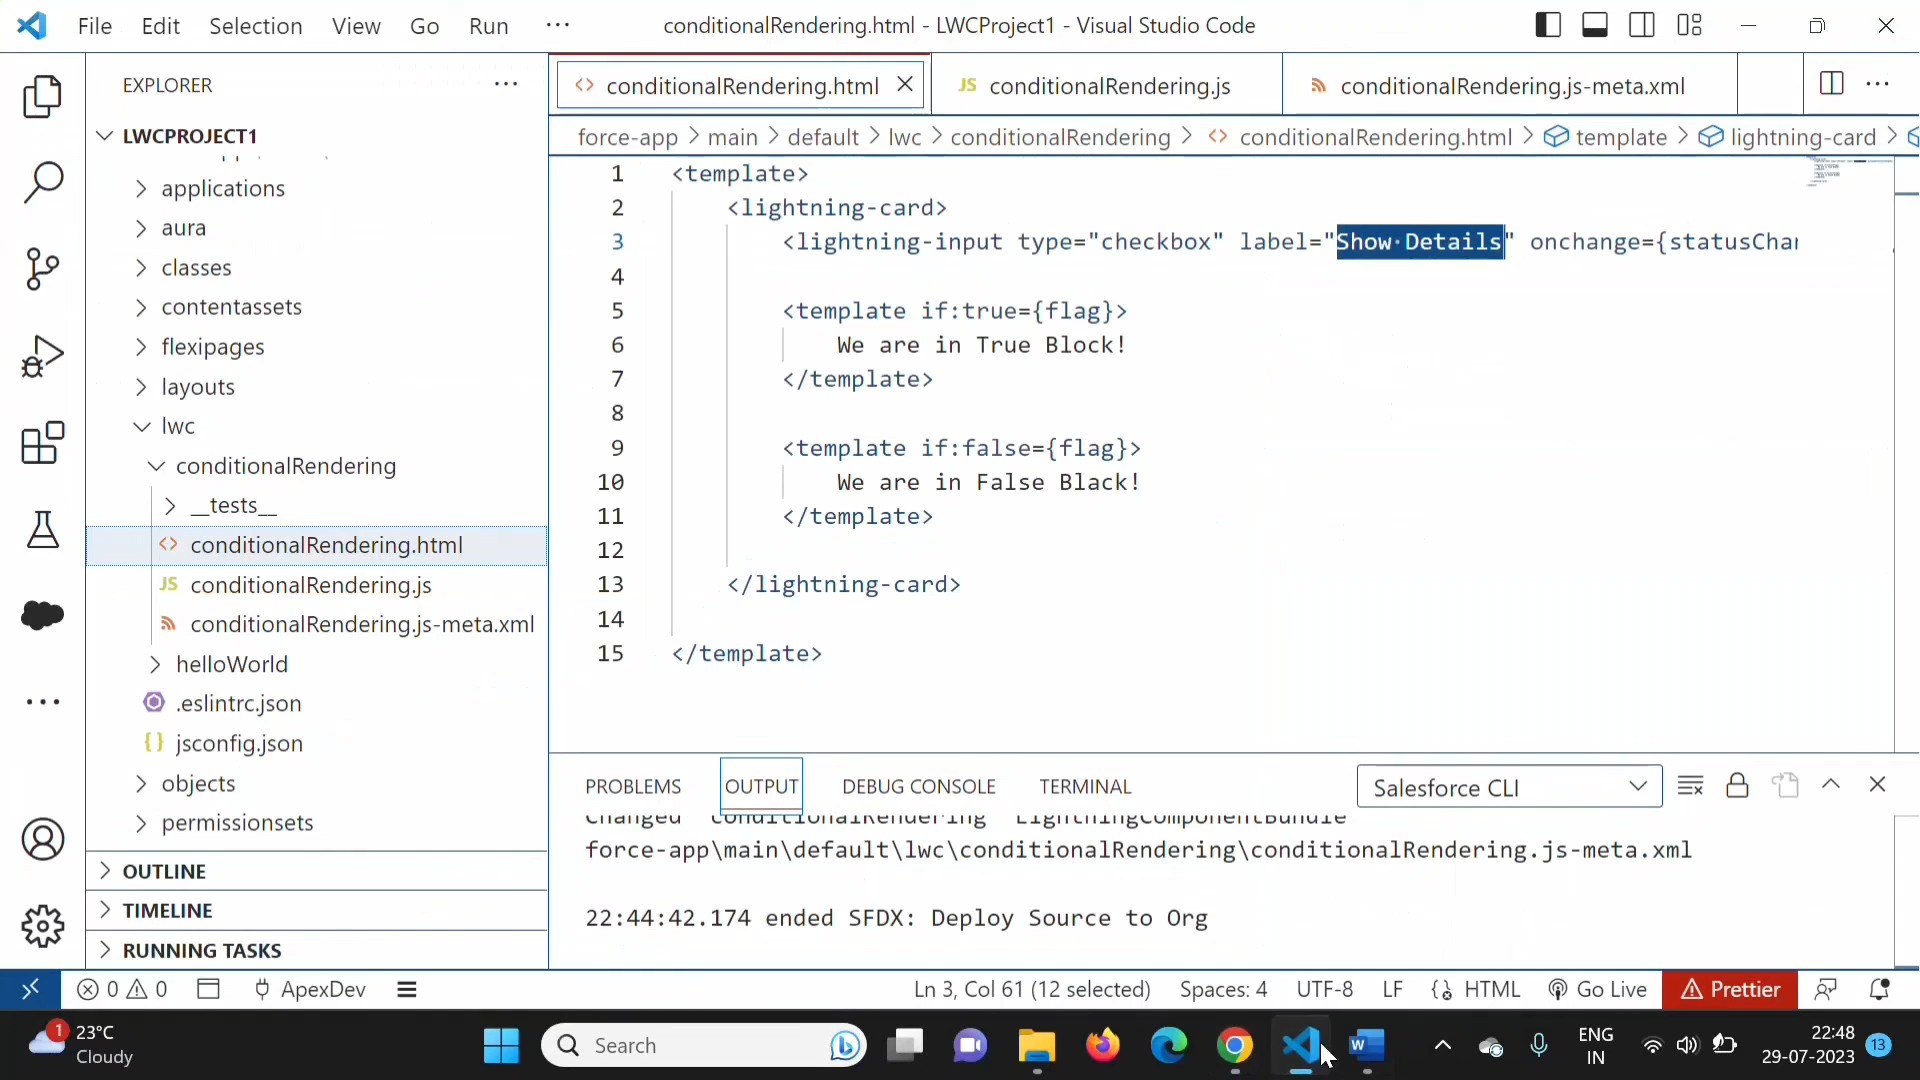 File Edit Selection View Go Run ···
conditionalRendering.html - LWCProject1 - Visual Studio Code
EXPLORER
LWCPROJECT1
applications
aura
classes
contentassets
flexipages
layouts
lwc
conditionalRendering
__tests__
conditionalRendering.html
JS conditionalRendering.js
conditionalRendering.js-meta.xml
helloWorld
.eslintrc.json
{} jsconfig.json
objects
permissionsets
OUTLINE
TIMELINE
RUNNING TASKS
<> conditionalRendering.html
JS conditionalRendering.js
conditionalRendering.js-meta.xml
force-app > main > default > lwc > conditionalRendering > <> conditionalRendering.html > template > lightning-card >
1 <template>
2 <lightning-card>
3 <lightning-input type="checkbox" label="Show·Details" onchange={statusChan
4
5 <template if:true={flag}>
6 We are in True Block!
7 </template>
8
9 <template if:false={flag}>
10 We are in False Black!
11 </template>
12
13 </lightning-card>
14
15 </template>
PROBLEMS OUTPUT DEBUG CONSOLE TERMINAL
Salesforce CLI
Changed conditionalRendering LightningComponentBundle
force-app\main\default\lwc\conditionalRendering\conditionalRendering.js-meta.xml
22:44:42.174 ended SFDX: Deploy Source to Org
0 0 ApexDev
Ln 3, Col 61 (12 selected) Spaces: 4 UTF-8 LF HTML Go Live Prettier
1 23°C
Cloudy
Search
ENG
IN
22:48
29-07-2023
13